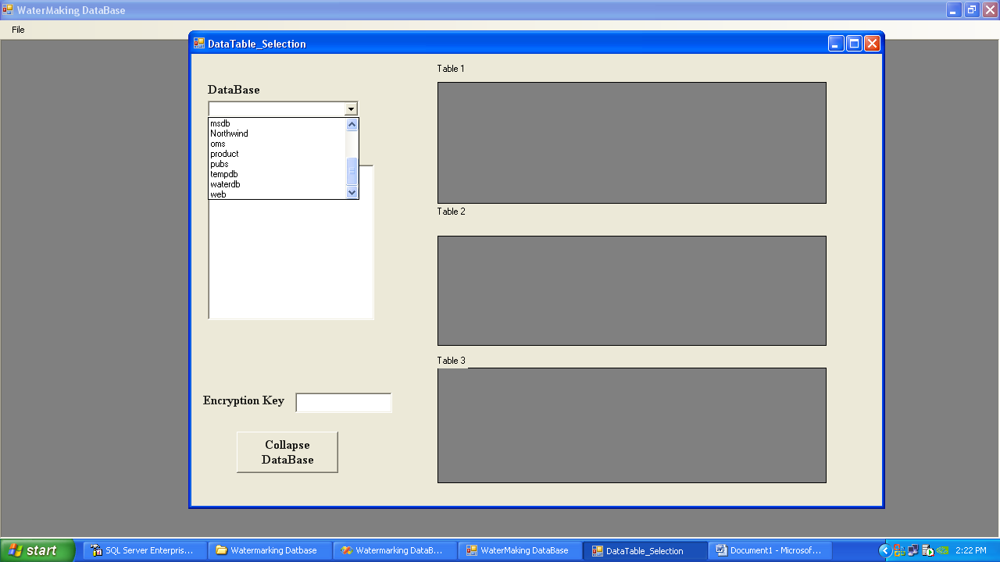 WaterMaking DataBase
File
DataTable_Selection
Table 1
DataBase
msdb
Northwind
oms
product
pubs
tempdb
waterdb
web
Table 2
Table 3
Encryption Key
Collapse
DataBase
start
SQL Server Enterpris...
Watermarking Datbase
Watermarking DataB...
WaterMaking DataBase
DataTable_Selection
Document1 - Microsof...
2:22 PM